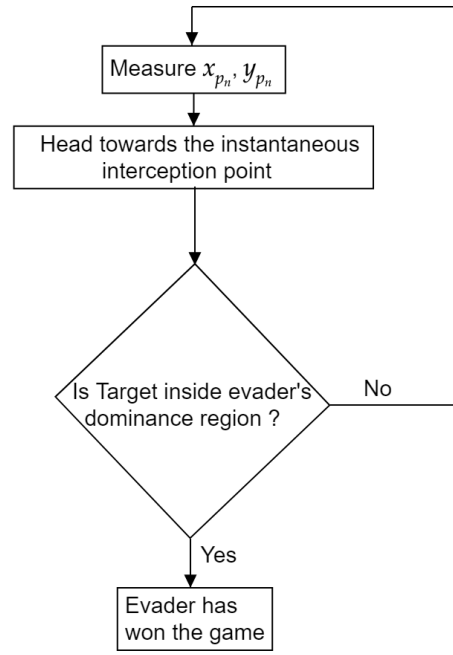 Measure x_{p_n}, y_{p_n}
Head towards the instantaneous
interception point
Is Target inside evader's
dominance region ?
No
Yes
Evader has
won the game